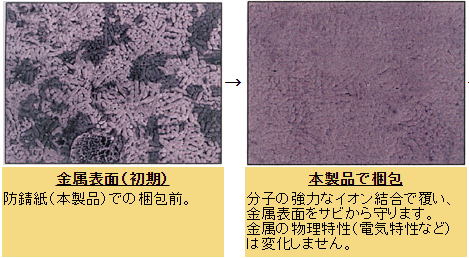 →
金属表面（初期）
防錆紙（本製品）での梱包前。
本製品で梱包
分子の強力なイオン結合で覆い、
金属表面をサビから守ります。
金属の物理特性（電気特性など）
は変化しません。